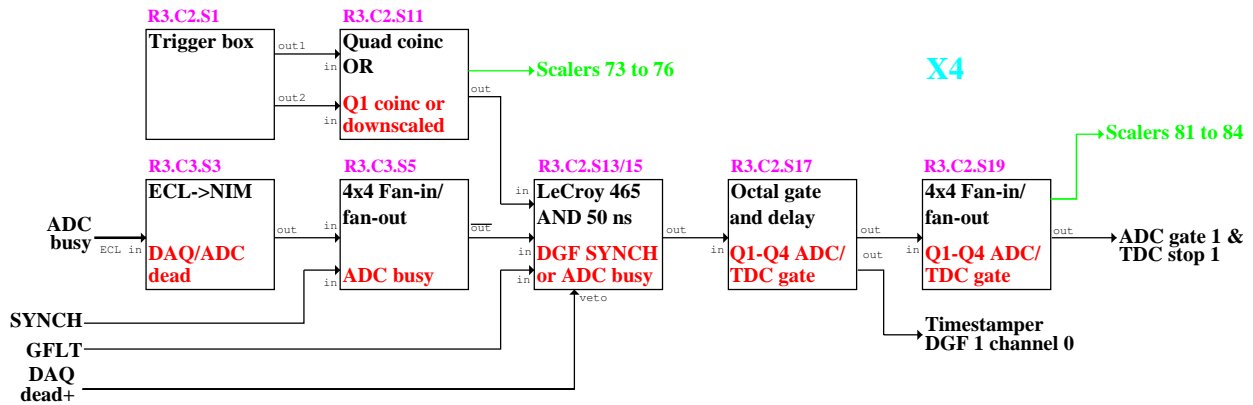 R3.C2.S1
R3.C2.S11
Trigger box
out1
in
out2
in
Quad coinc
OR
Q1 coinc or
downscaled
out
Scalers 73 to 76
X4
Scalers 81 to 84
R3.C3.S3
R3.C3.S5
R3.C2.S13/15
R3.C2.S17
R3.C2.S19
ADC
busy
ECL in
ECL->NIM
DAQ/ADC
dead
out
in
in
4x4 Fan-in/
fan-out
ADC busy
out
in
in
in
LeCroy 465
AND 50 ns
DGF SYNCH
or ADC busy
veto
out
in
Octal gate
and delay
Q1-Q4 ADC/
TDC gate
out
out
in
4x4 Fan-in/
fan-out
Q1-Q4 ADC/
TDC gate
out
ADC gate 1 &
TDC stop 1
SYNCH
GFLT
DAQ
dead+
Timestamper
DGF 1 channel 0